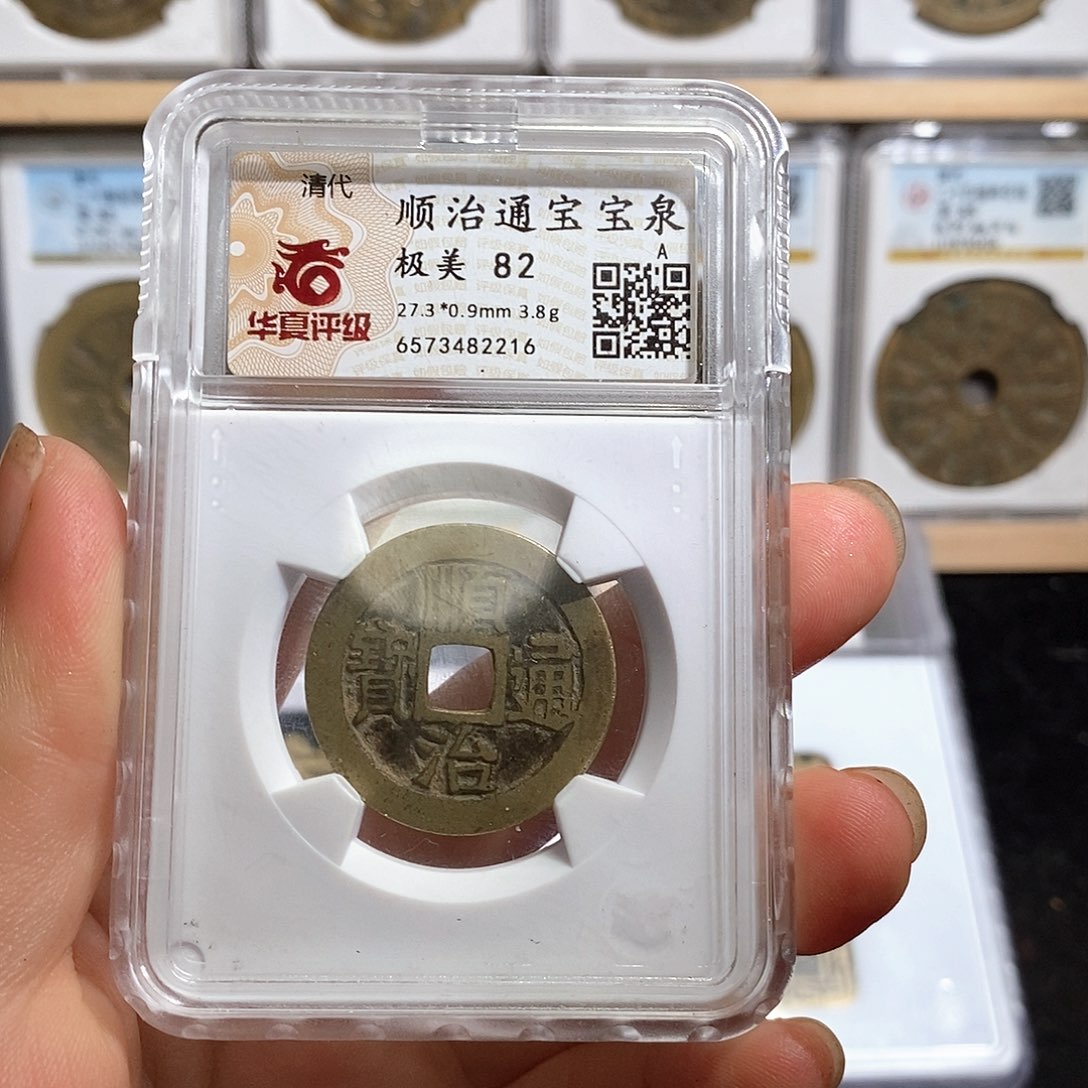 清代
华夏评级
顺治通宝宝泉
极美 82
A
27.3*0.9mm 3.8g
6573482216
順
寶 通
治